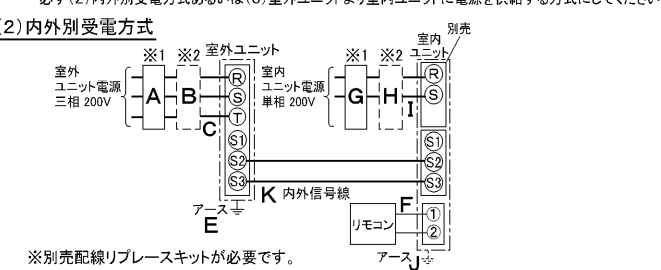 必ず(2)内外別受電方式あるいは(3)室外ユニットより室内ユニットに電源を供給する方式にしてください
(2)内外別受電方式
※1 ※2 室外ユニット
室外
ユニット電源
三相 200V
A
B
C
R
S
T
S1
S2
S3
アース
E
※1 ※2
室内
ユニット電源
単相 200V
G
H
I
室内
ユニット
別売
R
S
S1
S2
S3
K 内外信号線
F
リモコン
①
②
アース
J
※別売配線リプレースキットが必要です。